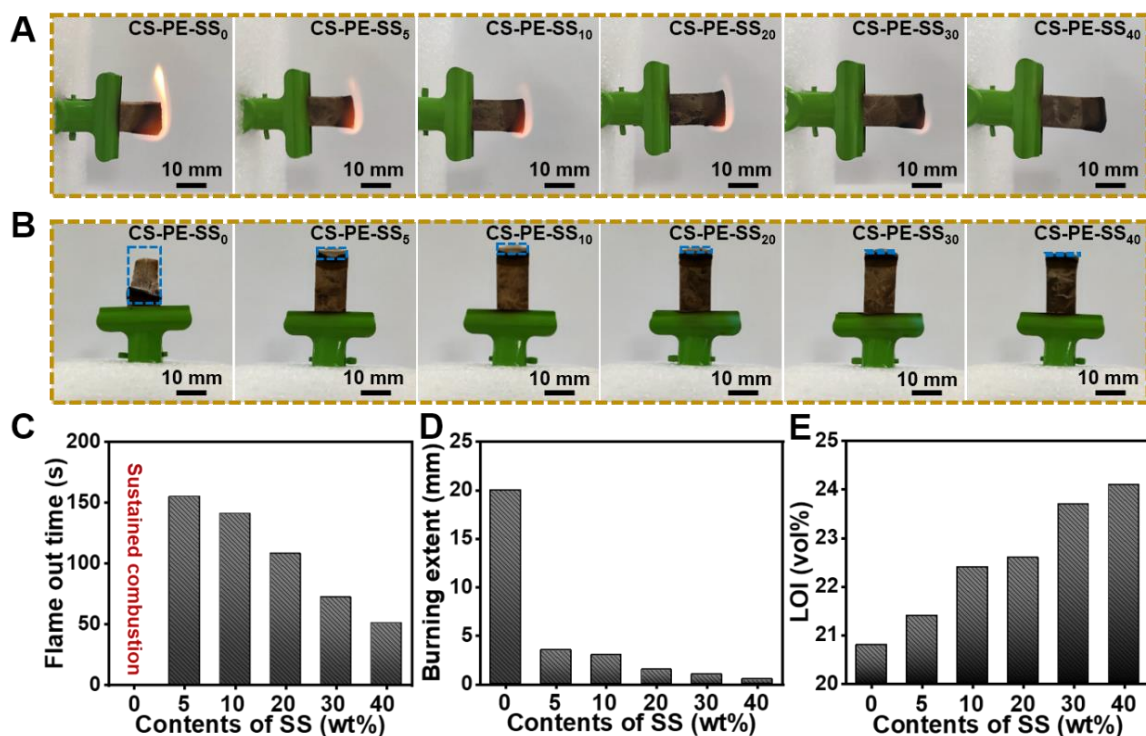 A
CS-PE-SS₀
CS-PE-SS₅
CS-PE-SS₁₀
CS-PE-SS₂₀
CS-PE-SS₃₀
CS-PE-SS₄₀
10 mm
10 mm
10 mm
10 mm
10 mm
10 mm
B
CS-PE-SS₀
CS-PE-SS₅
CS-PE-SS₁₀
CS-PE-SS₂₀
CS-PE-SS₃₀
CS-PE-SS₄₀
10 mm
10 mm
10 mm
10 mm
10 mm
10 mm
C
Flame out time (s)
200
150
100
50
0
Sustained combustion
0 5 10 20 30 40
Contents of SS (wt%)
D
Burning extent (mm)
25
20
15
10
5
0
0 5 10 20 30 40
Contents of SS (wt%)
E
LOI (vol%)
25
24
23
22
21
20
0 5 10 20 30 40
Contents of SS (wt%)